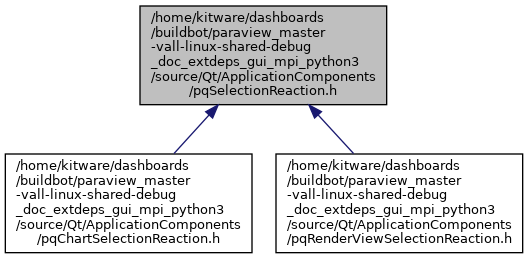 /home/kitware/dashboards
/buildbot/paraview_master
-vall-linux-shared-debug
_doc_extdeps_gui_mpi_python3
/source/Qt/ApplicationComponents
/pqSelectionReaction.h
/home/kitware/dashboards
/buildbot/paraview_master
-vall-linux-shared-debug
_doc_extdeps_gui_mpi_python3
/source/Qt/ApplicationComponents
/pqChartSelectionReaction.h
/home/kitware/dashboards
/buildbot/paraview_master
-vall-linux-shared-debug
_doc_extdeps_gui_mpi_python3
/source/Qt/ApplicationComponents
/pqRenderViewSelectionReaction.h